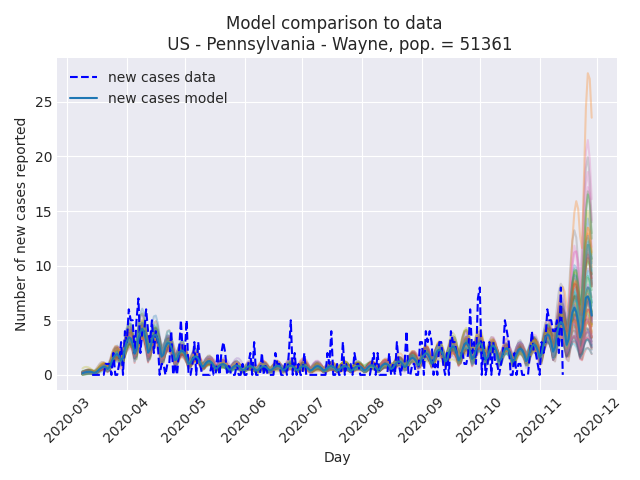 Model comparison to data
US - Pennsylvania - Wayne, pop. = 51361
new cases data
new cases model
Number of new cases reported
25
20
15
10
5
0
2020-03
2020-04
2020-05
2020-06
2020-07
2020-08
2020-09
2020-10
2020-11
2020-12
Day